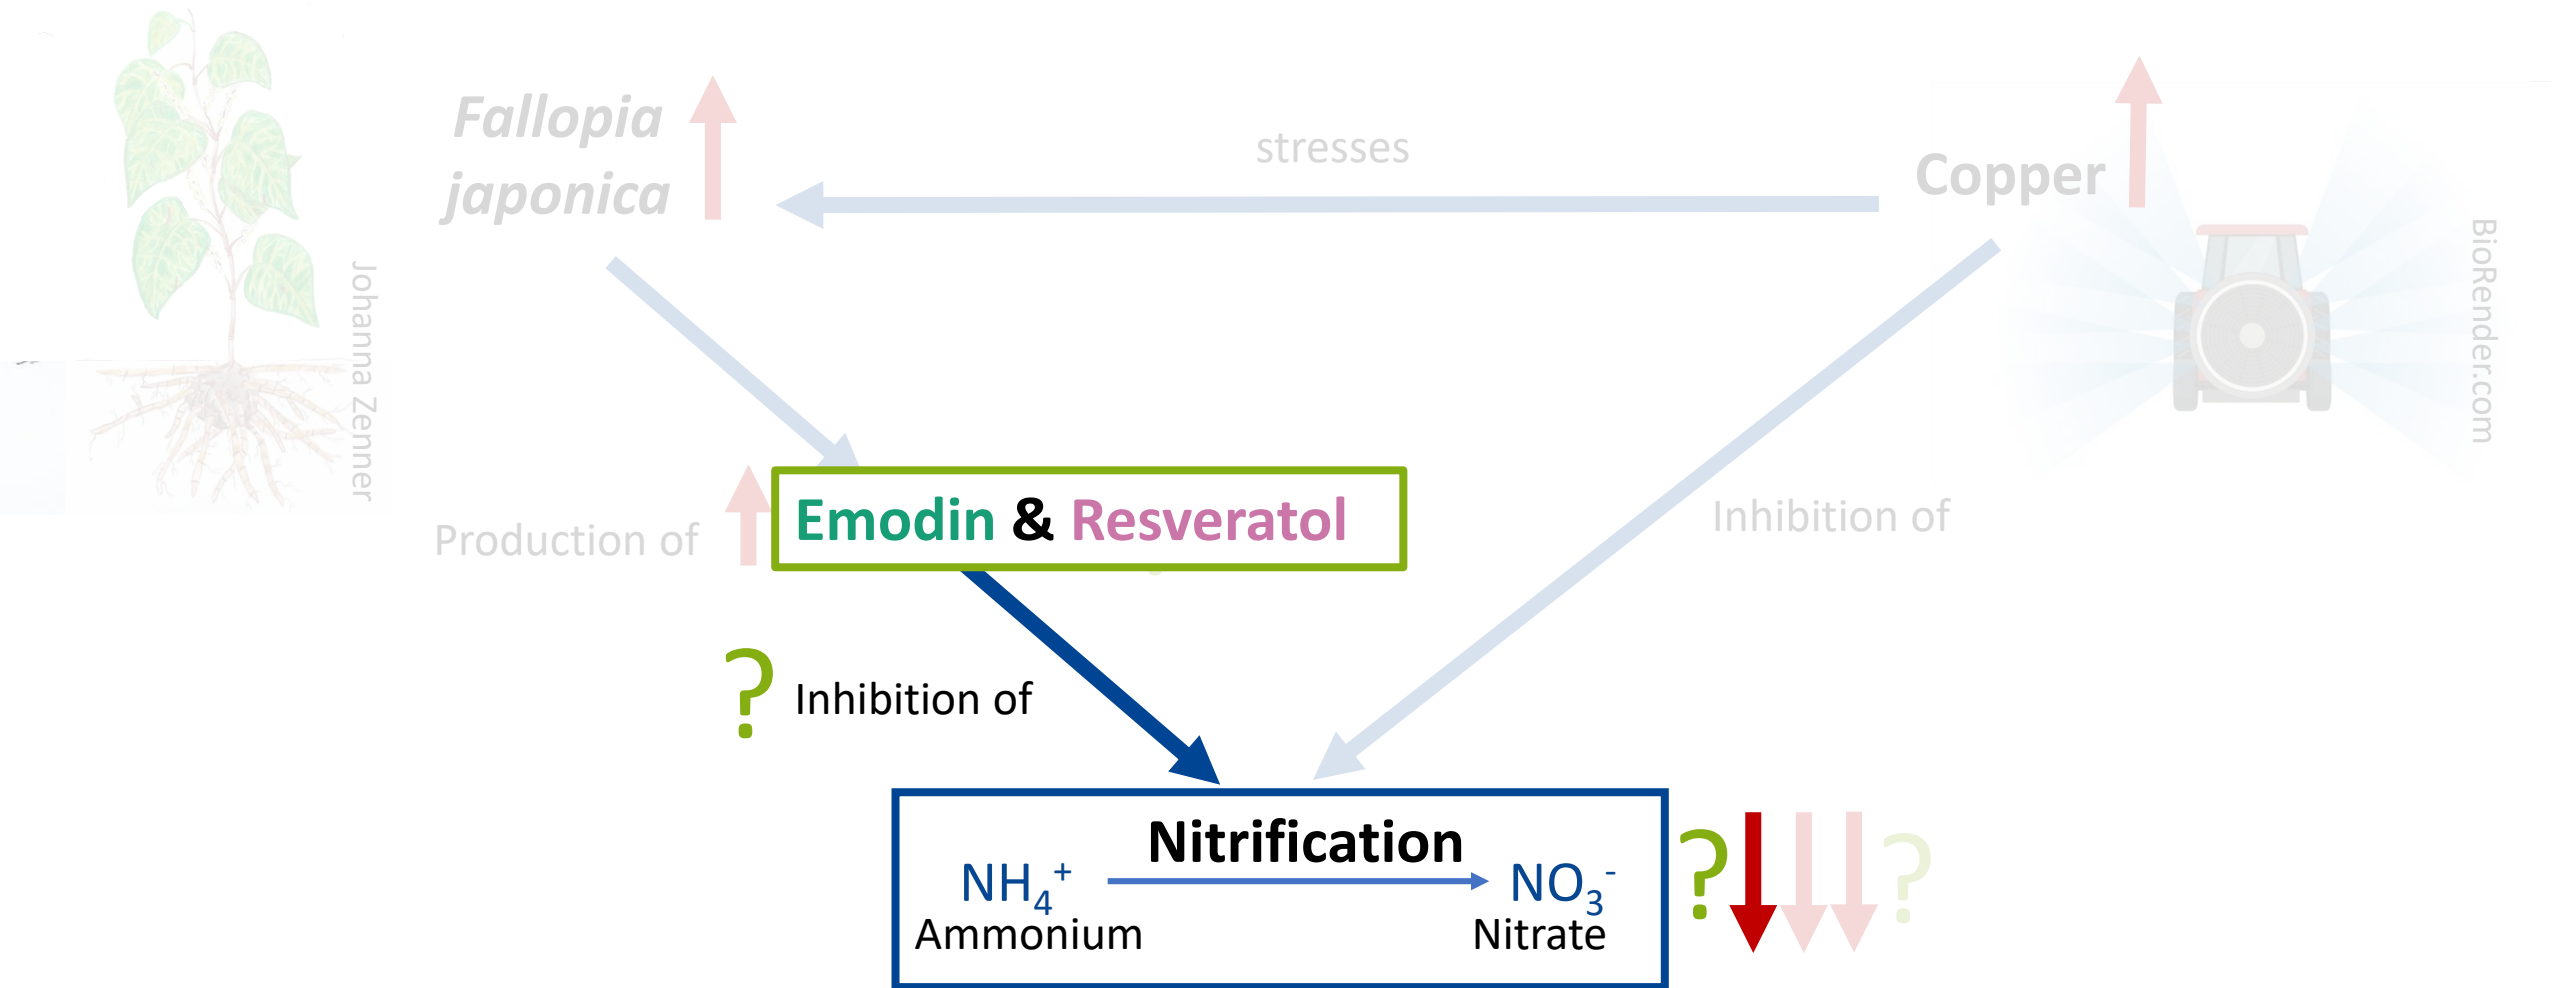 Fallopia
japonica
stresses
Copper
Johanna Zemmer
BioRender.com
Production of
Emodin & Resveratol
Inhibition of
? Inhibition of
Nitrification
NH₄⁺
NO₃⁻
Ammonium
Nitrate
? ?